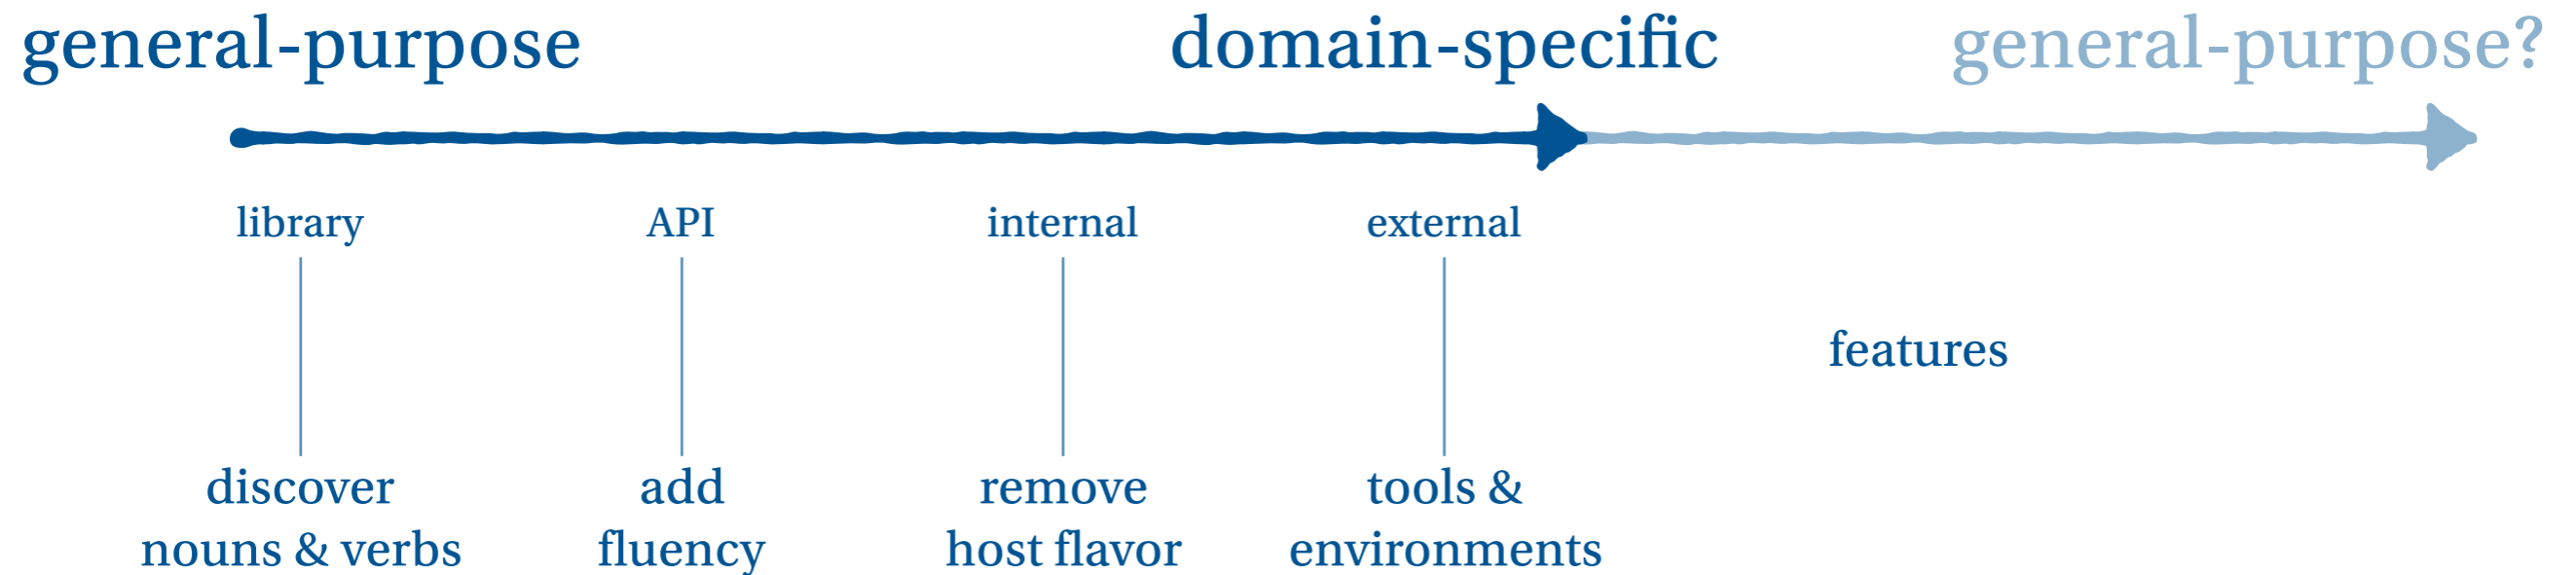 general-purpose domain-specific general-purpose?
library API internal external
features
discover add remove tools &
nouns & verbs fluency host flavor environments